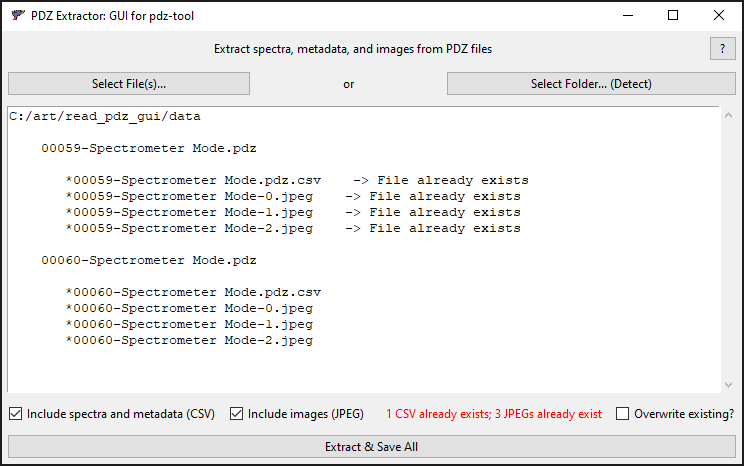 PDZ Extractor: GUI for pdz-tool
Extract spectra, metadata, and images from PDZ files
?
Select File(s)...
or
Select Folder... (Detect)
C:/art/read_pdz_gui/data
00059-Spectrometer Mode.pdz
*00059-Spectrometer Mode.pdz.csv    -> File already exists
*00059-Spectrometer Mode-0.jpeg    -> File already exists
*00059-Spectrometer Mode-1.jpeg    -> File already exists
*00059-Spectrometer Mode-2.jpeg    -> File already exists
00060-Spectrometer Mode.pdz
*00060-Spectrometer Mode.pdz.csv
*00060-Spectrometer Mode-0.jpeg
*00060-Spectrometer Mode-1.jpeg
*00060-Spectrometer Mode-2.jpeg
Include spectra and metadata (CSV)
Include images (JPEG)
1 CSV already exists; 3 JPEGs already exist
Overwrite existing?
Extract & Save All